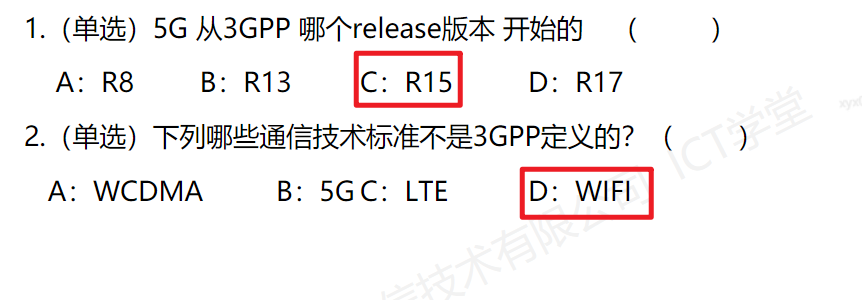 1.（单选）5G 从3GPP 哪个release版本 开始的 （ ）
A：R8 B：R13 C：R15 D：R17
2.（单选）下列哪些通信技术标准不是3GPP定义的？（ ）
A：WCDMA B：5G C：LTE D：WIFI
信技术有限公司 ICT学堂